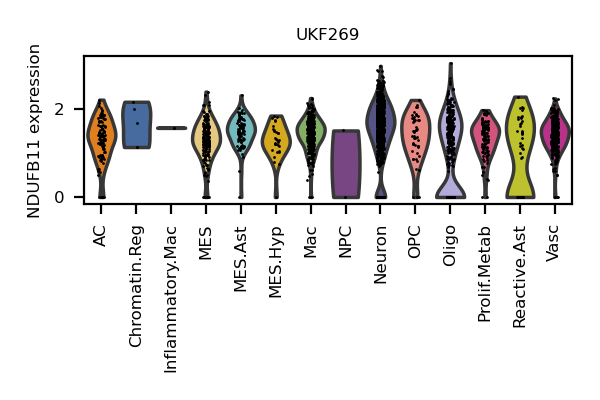 UKF269
NDUFB11 expression
2
0
AC
Chromatin.Reg
Inflammatory.Mac
MES
MES.Ast
MES.Hyp
Mac
NPC
Neuron
OPC
Oligo
Prolif.Metab
Reactive.Ast
Vasc